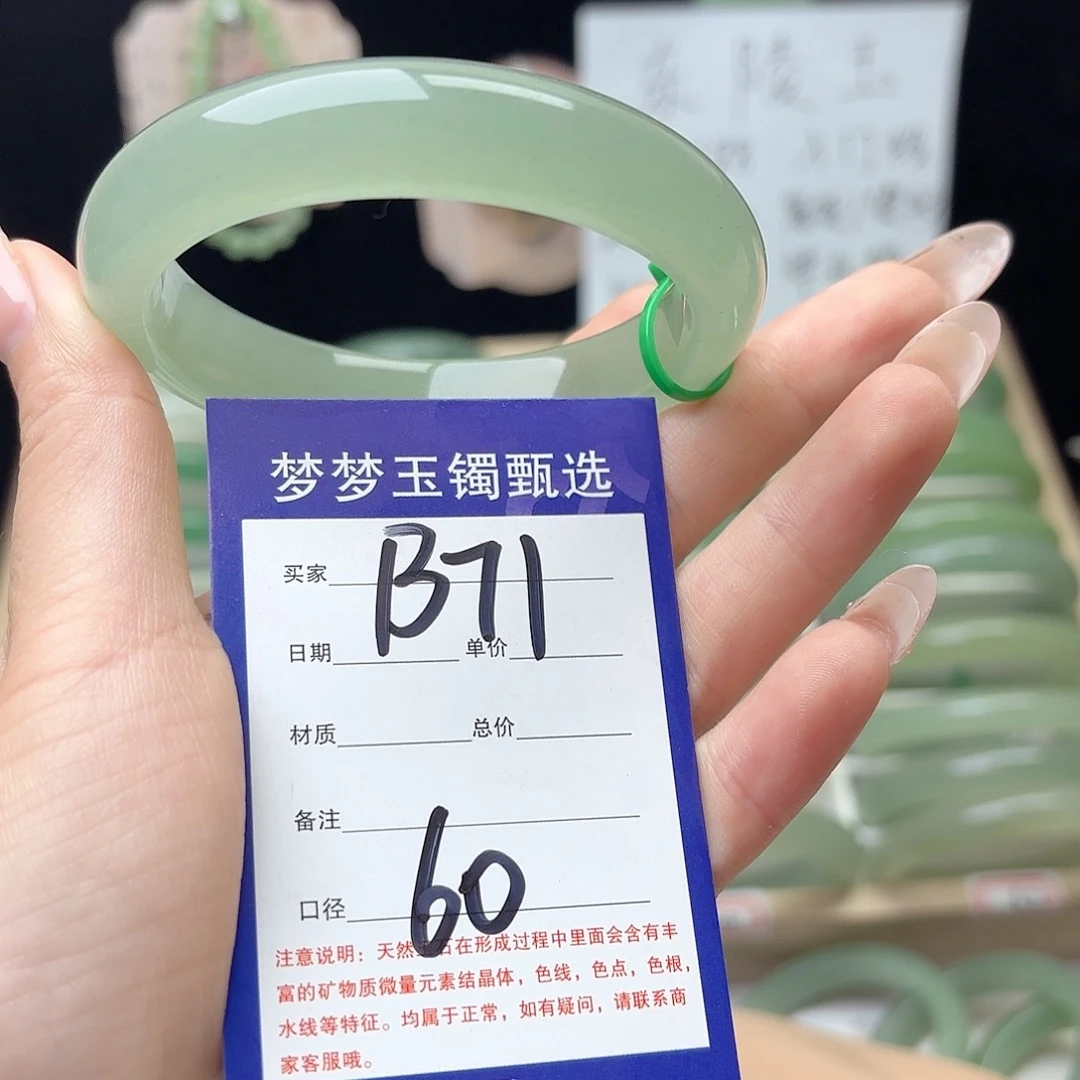 东陵玉
梦梦玉镯甄选
买家 B71
日期 单价
材质 总价
备注
口径 60
注意说明：天然玉石在形成过程中里面会含有丰
富的矿物质微量元素结晶体，色线，色点，色根，
水线等特征。均属于正常，如有疑问，请联系商
家客服哦。